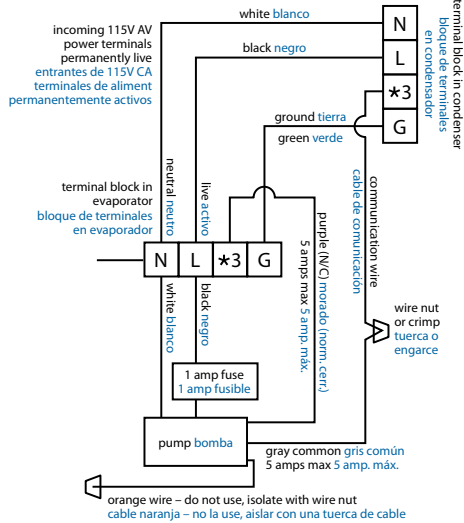 white blanco
N
incoming 115V AV
power terminals
permanently live
entrantes de 115V CA
terminales de aliment
permanentemente activos
black negro
L
*3
G
terminal block in condenser
bloque de terminales
en condensador
ground tierra
green verde
neutral neutro
live activo
terminal block in
evaporator
bloque de terminales
en evaporador
communication wire
cable de comunicación
purple (N/C) morado (norm. cerr.)
5 amps max 5 amp. máx.
N L *3 G
white blanco
black negro
wire nut
or crimp
tuerca o
engarce
1 amp fuse
1 amp fusible
pump bomba
gray common gris común
5 amps max 5 amp. máx.
orange wire – do not use, isolate with wire nut
cable naranja – no la use, aislar con una tuerca de cable